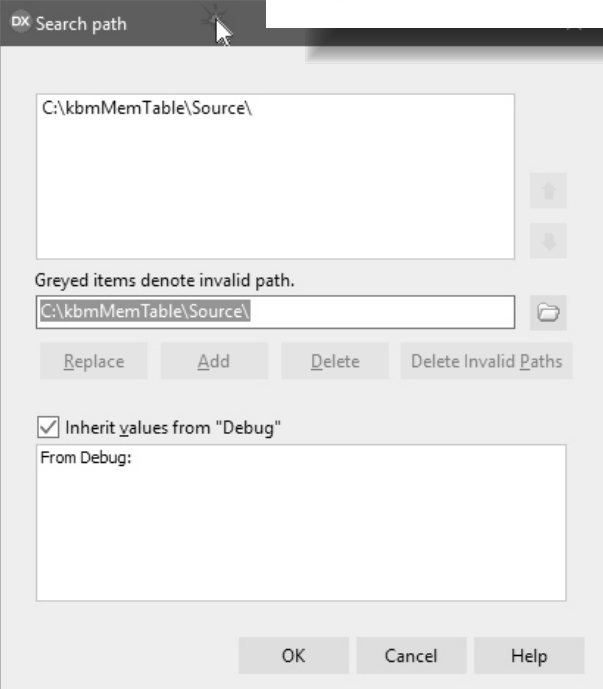 DX Search path
C:\kbmMemTable\Source\
Greyed items denote invalid path.
C:\kbmMemTable\Source\
Replace Add Delete Delete Invalid Paths
Inherit values from "Debug"
From Debug:
OK Cancel Help